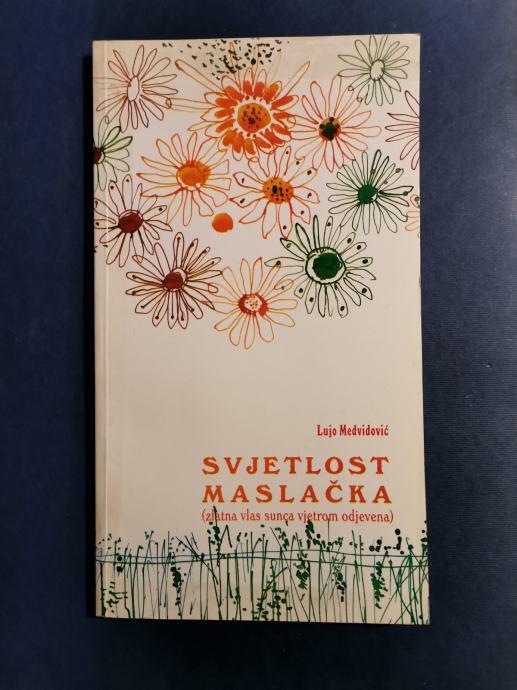 Lujo Medvidović
SVJETLOST
MASLAČKA
(zlatna vlas sunca vjetrom odjevena)